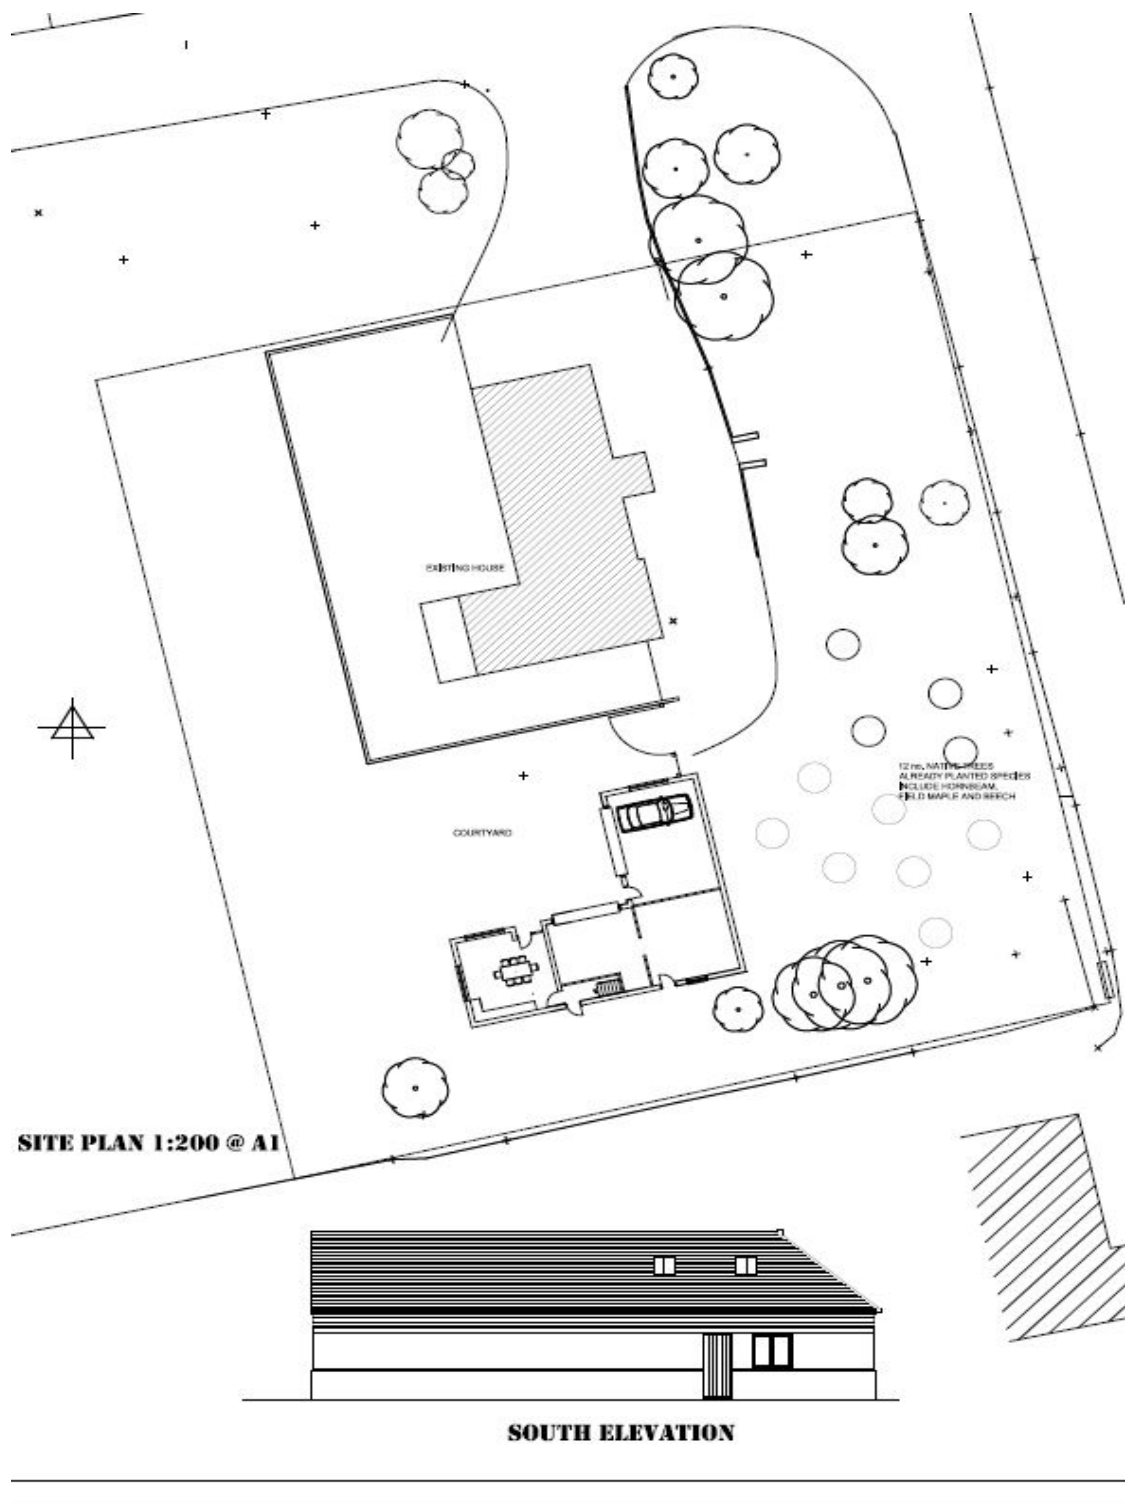 EXISTING HOUSE
12 no. NATIVE TREES
ALREADY PLANTED SPECIES
INCLUDE HORNBEAM,
FIELD MAPLE AND BEECH
COURTYARD
SITE PLAN 1:200 @ A1
SOUTH ELEVATION